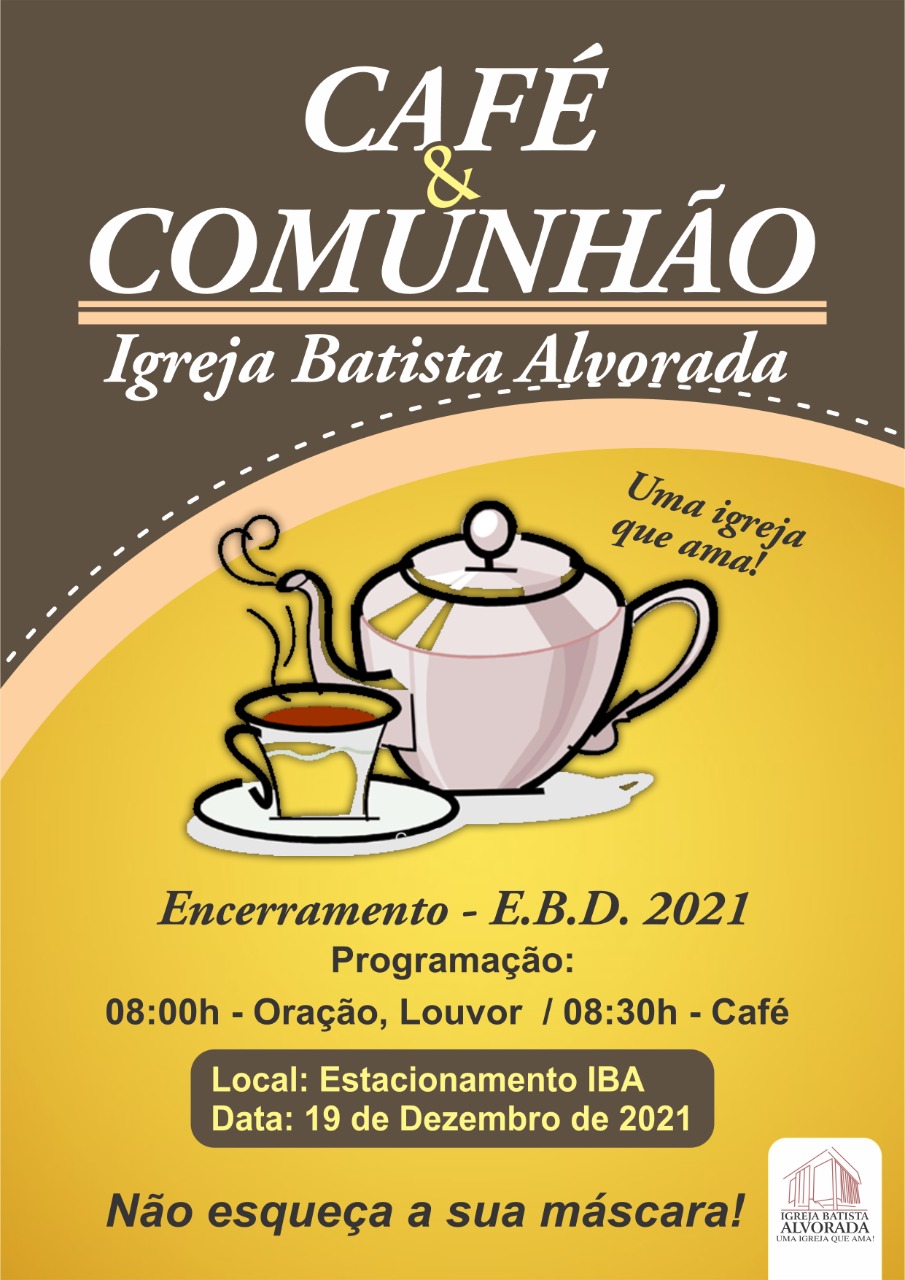 CAFÉ
&
COMUNHÃO
Igreja Batista Alvorada
Uma igreja
que ama!
Encerramento - E.B.D. 2021
Programação:
08:00h - Oração, Louvor / 08:30h - Café
Local: Estacionamento IBA
Data: 19 de Dezembro de 2021
Não esqueça a sua máscara!
IGREJA BATISTA
ALVORADA
UMA IGREJA QUE AMA!